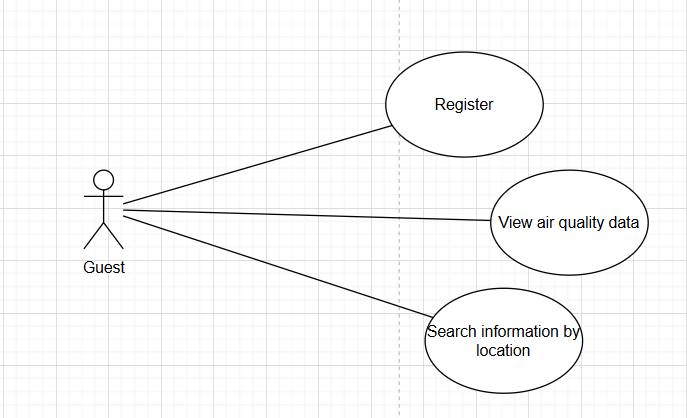 Register
View air quality data
Guest
Search information by
location